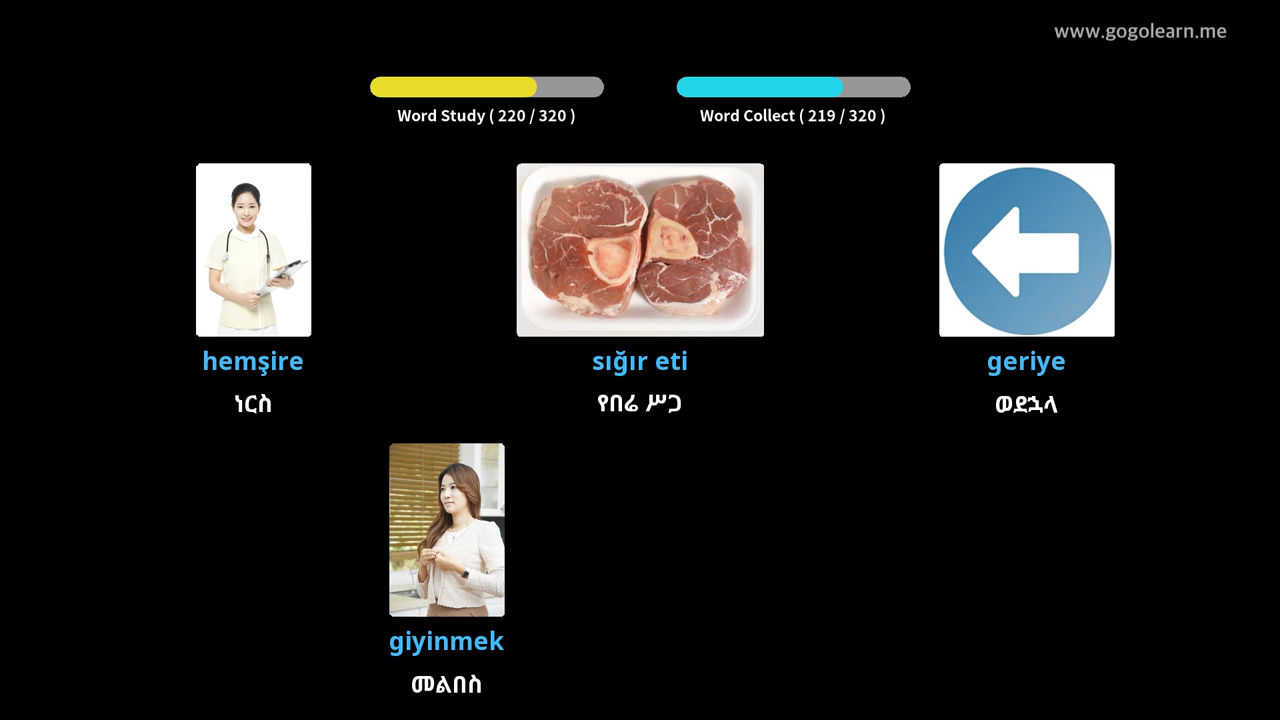 www.gogolearn.me
Word Study ( 220 / 320 )
Word Collect ( 219 / 320 )
hemşire
ነርስ
sığır eti
የበሬ ሥጋ
geriye
ወደኋላ
giyinmek
መልበስ